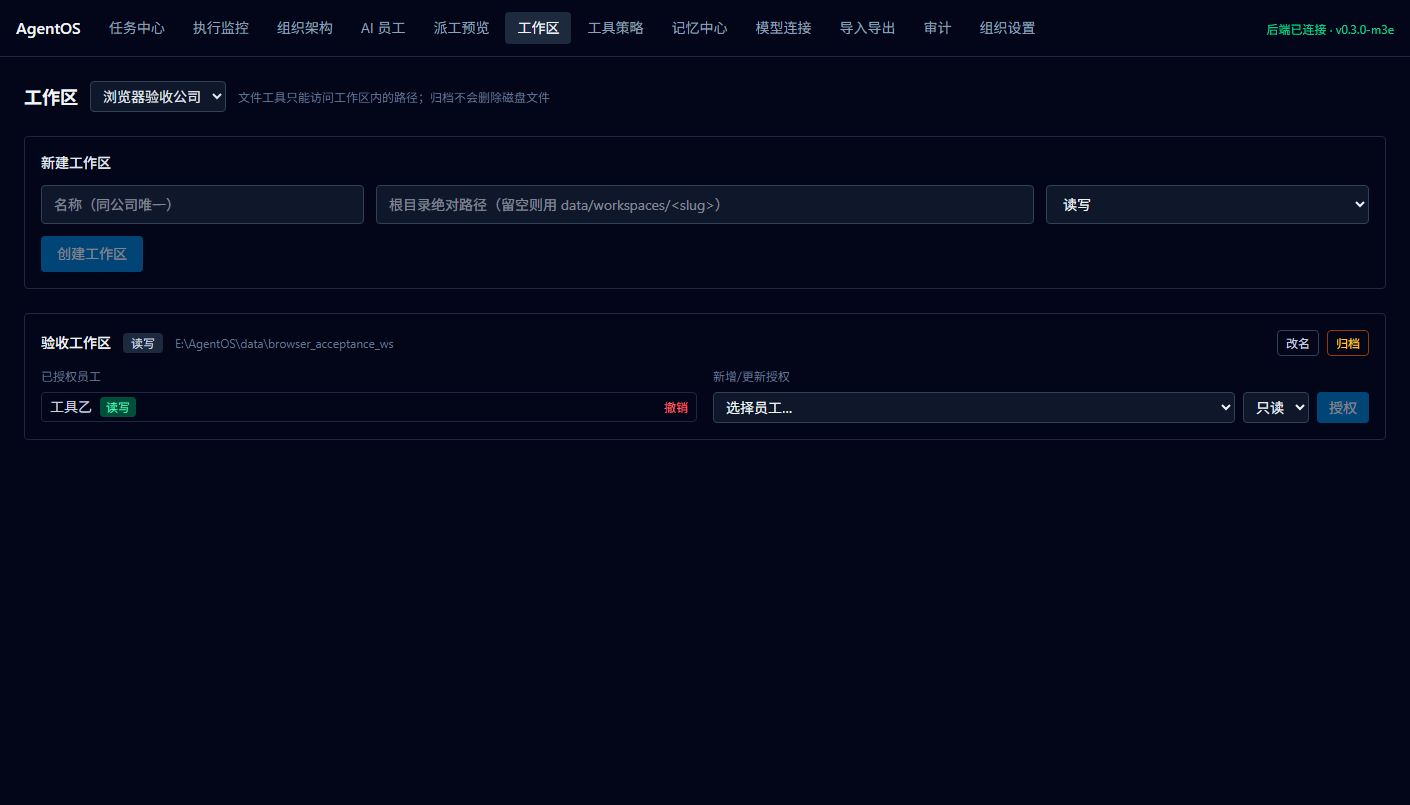 AgentOS 任务中心 执行监控 组织架构 AI 员工 派工预览 工作区 工具策略 记忆中心 模型连接 导入导出 审计 组织设置 后端已连接 · v0.3.0-m3e
工作区 浏览器验收公司 文件工具只能访问工作区内的路径；归档不会删除磁盘文件
新建工作区
名称（同公司唯一） 根目录绝对路径（留空则用 data/workspaces/<slug>） 读写
创建工作区
验收工作区 读写 E:\AgentOS\data\browser_acceptance_ws 改名 归档
已授权员工 新增/更新授权
工具乙 读写 撤销 选择员工... 只读 授权